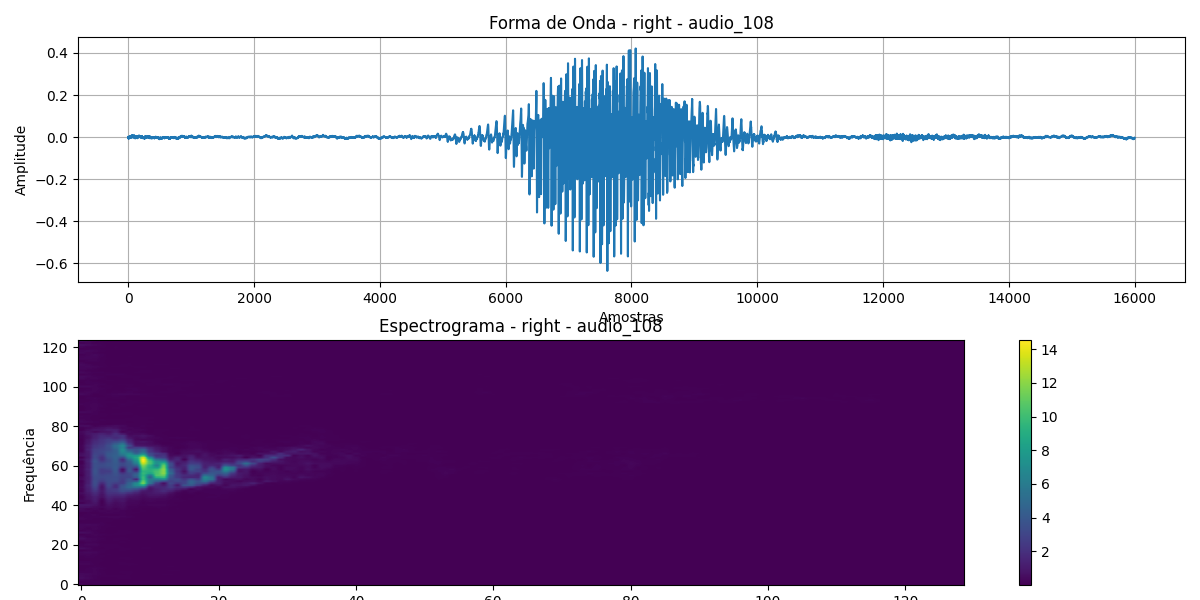 Forma de Onda - right - audio_108
Amplitude
0.4
0.2
0.0
−0.2
−0.4
−0.6
0 2000 4000 6000 8000 10000 12000 14000 16000
Amostras
Espectrograma - right - audio_108
Frequência
120
100
80
60
40
20
0
0 20 40 60 80 100 120
14
12
10
8
6
4
2